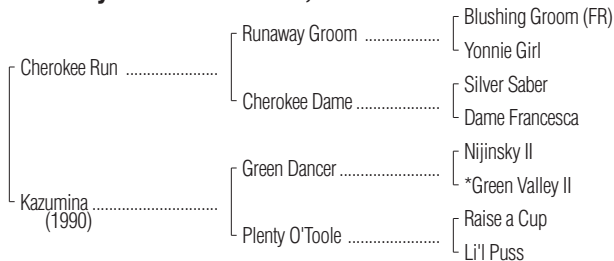 Blushing Groom (FR)
Runaway Groom ..................
Yonnie Girl
Cherokee Run ......................
Silver Saber
Cherokee Dame ....................
Dame Francesca
Nijinsky II
Green Dancer ........................
*Green Valley II
Kazumina ..............................
(1990)
Raise a Cup
Plenty O'Toole ......................
Li'l Puss